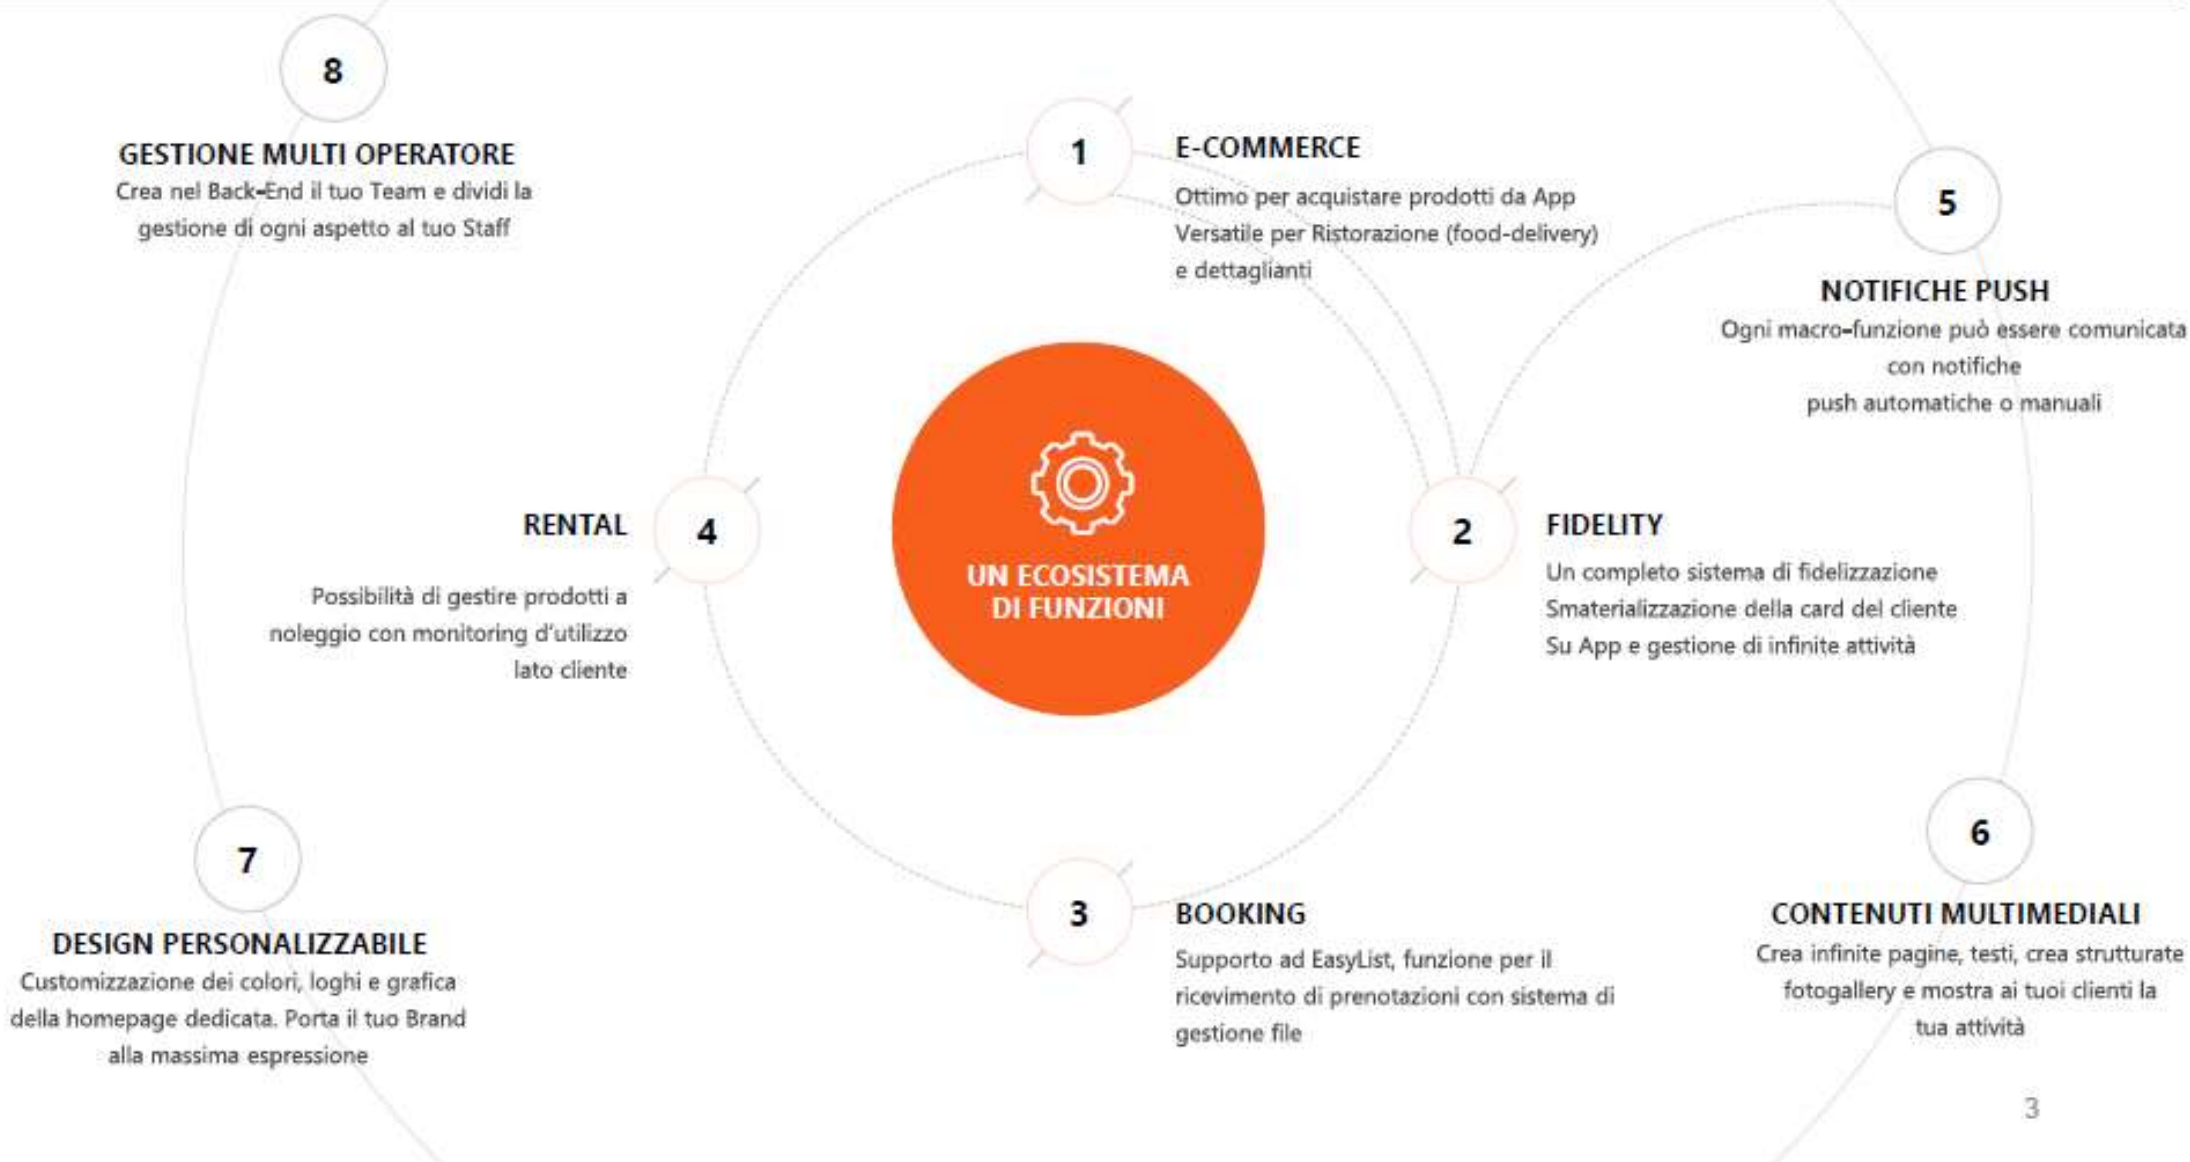 8
GESTIONE MULTI OPERATORE
Crea nel Back-End il tuo Team e dividi la
gestione di ogni aspetto al tuo Staff
1
E-COMMERCE
Ottimo per acquistare prodotti da App
Versatile per Ristorazione (food-delivery)
e dettaglianti
5
NOTIFICHE PUSH
Ogni macro-funzione può essere comunicata
con notifiche
push automatiche o manuali
UN ECOSISTEMA
DI FUNZIONI
4
RENTAL
Possibilità di gestire prodotti a
noleggio con monitoring d'utilizzo
lato cliente
2
FIDELITY
Un completo sistema di fidelizzazione
Smaterializzazione della card del cliente
Su App e gestione di infinite attività
7
DESIGN PERSONALIZZABILE
Customizzazione dei colori, loghi e grafica
della homepage dedicata. Porta il tuo Brand
alla massima espressione
3
BOOKING
Supporto ad EasyList, funzione per il
ricevimento di prenotazioni con sistema di
gestione file
6
CONTENUTI MULTIMEDIALI
Crea infinite pagine, testi, crea strutturate
fotogallery e mostra ai tuoi clienti la
tua attività
3